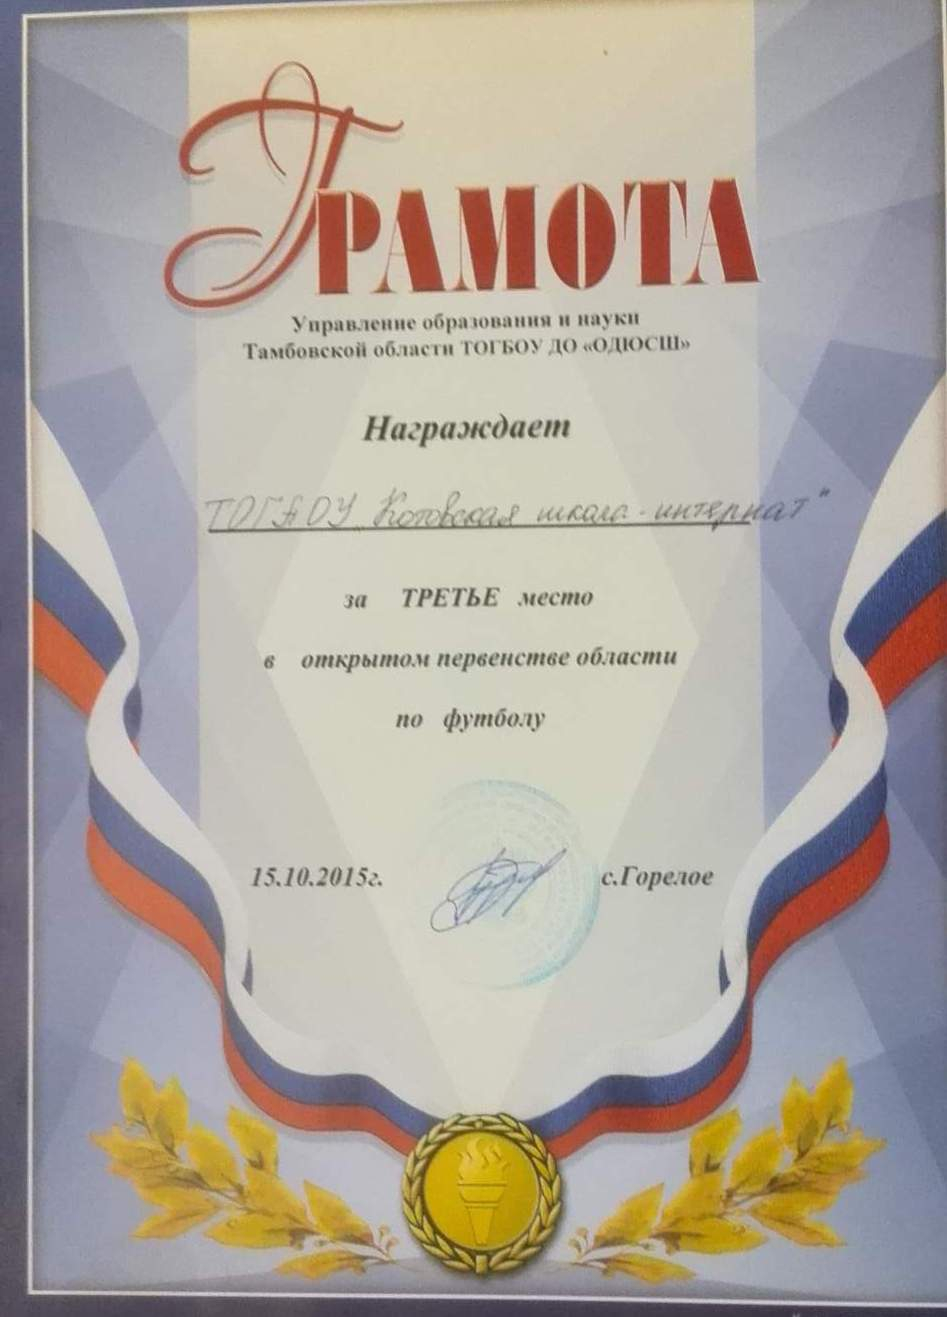 ГРАМОТА
Управление образования и науки
Тамбовской области ТОГБОУ ДО «ОДЮСШ»
Награждает
ТОГБОУ „Котовская школа-интернат"
за ТРЕТЬЕ место
в открытом первенстве области
по футболу
15.10.2015г. с.Горелое